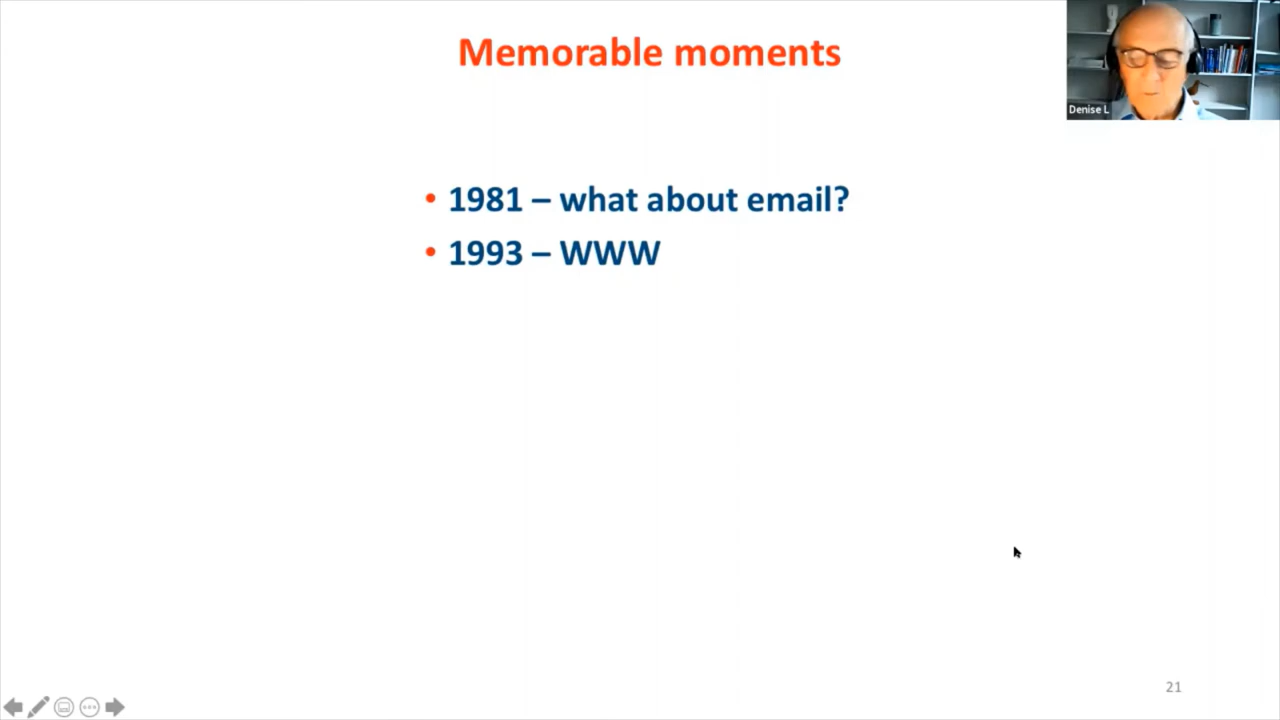 Memorable moments
Denise L
• 1981 – what about email?
• 1993 – WWW
21